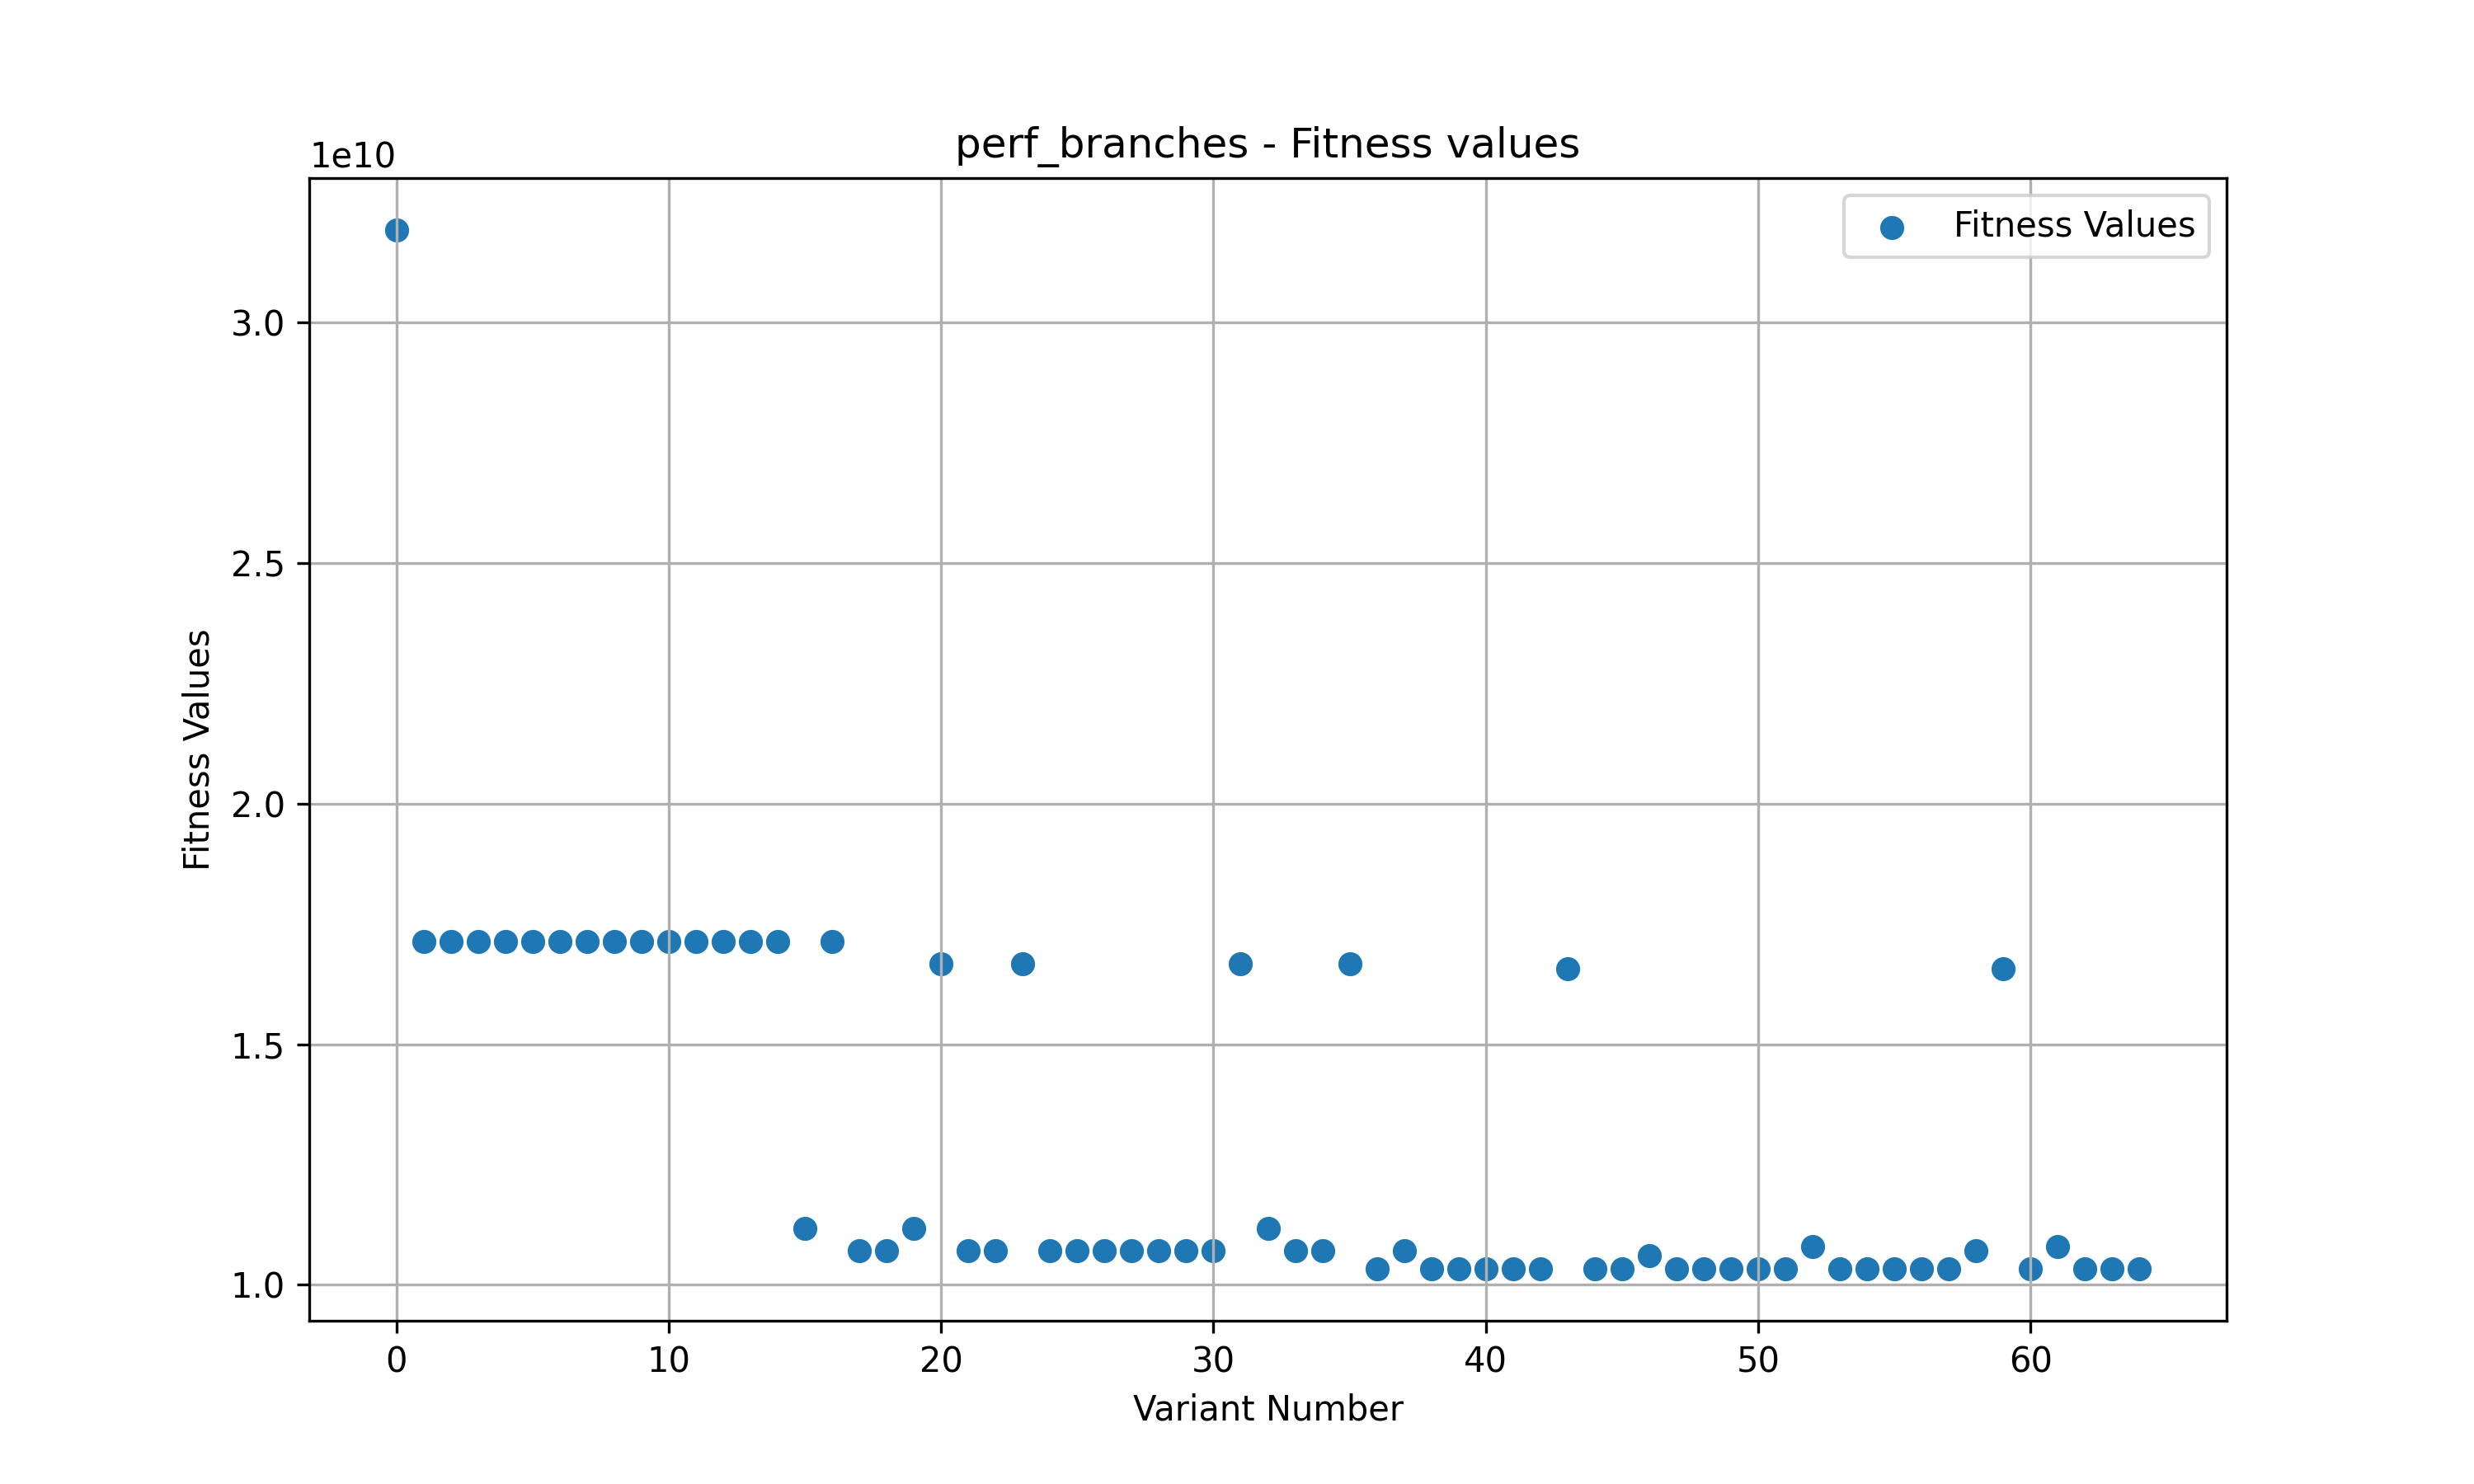 perf_branches - Fitness values
1e10
Fitness Values
3.0
2.5
2.0
1.5
1.0
Fitness Values
0 10 20 30 40 50 60
Variant Number